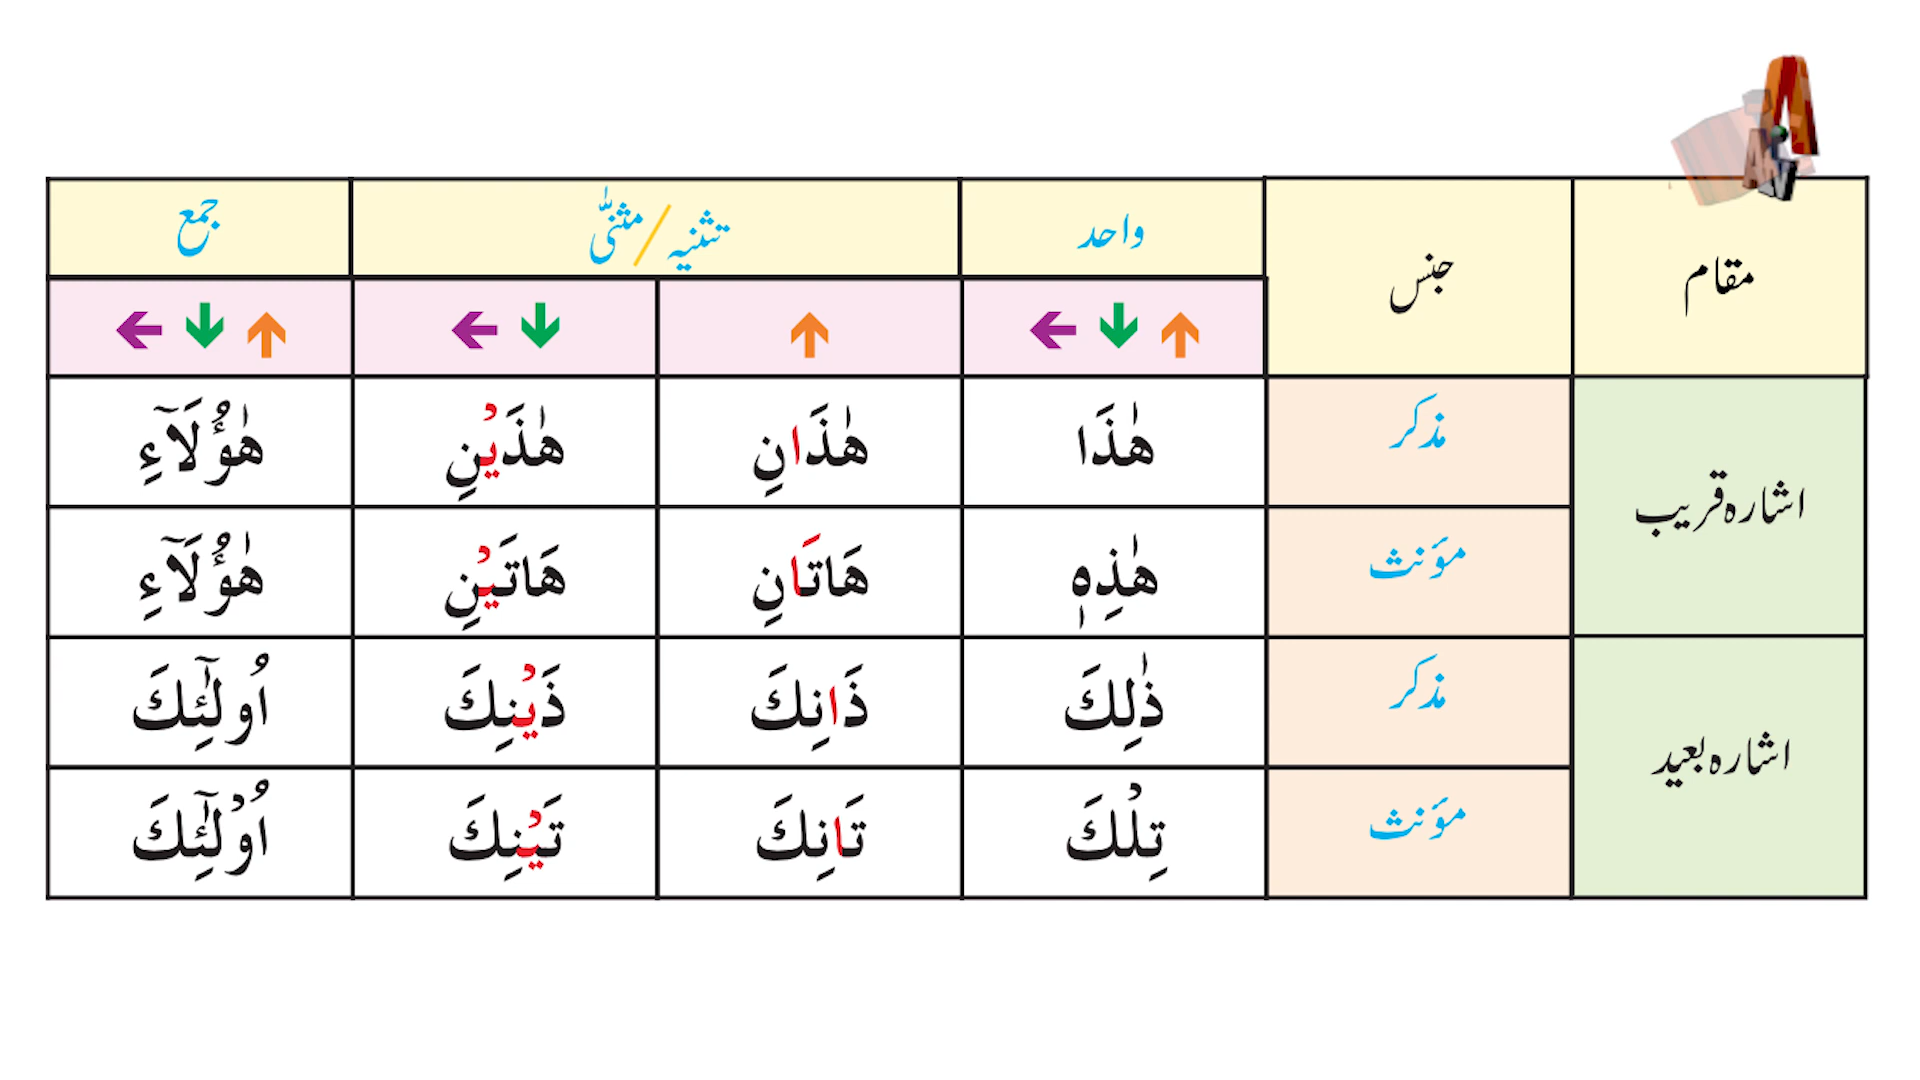 مقام جنس واحد تثنیہ/مثنّٰی جمع
↑ ↓ ← ↑ ↓ ← ↑ ↓ ←
اشارہ قریب مذکر هٰذَا هٰذَانِ هٰذَيْنِ هٰؤُلَآءِ
مؤنث هٰذِهٖ هَاتَانِ هَاتَيْنِ هٰؤُلَآءِ
اشارہ بعید مذکر ذٰلِكَ ذَانِكَ ذَيْنِكَ اُولٰٓئِكَ
مؤنث تِلْكَ تَانِكَ تَيْنِكَ اُوْلٰٓئِكَ